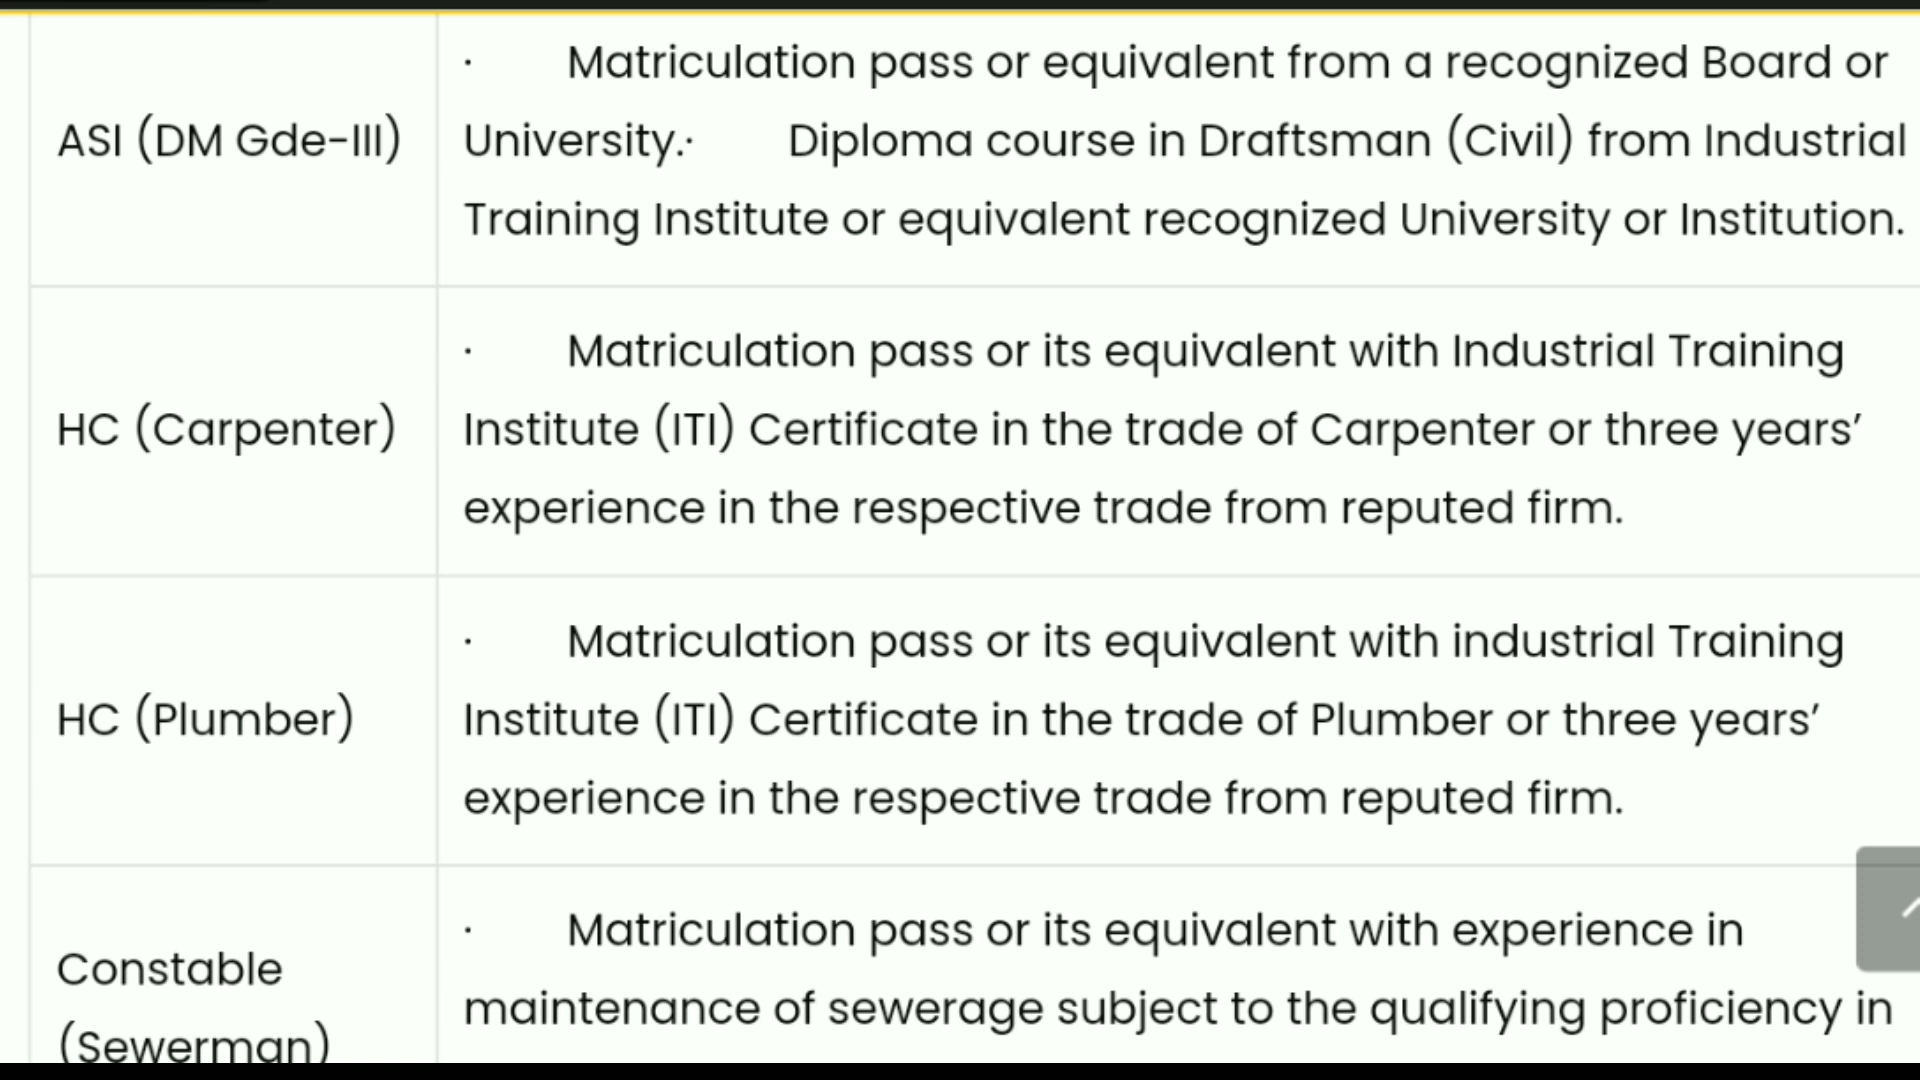 · Matriculation pass or equivalent from a recognized Board or
ASI (DM Gde-III)
University.· Diploma course in Draftsman (Civil) from Industrial
Training Institute or equivalent recognized University or Institution.
· Matriculation pass or its equivalent with Industrial Training
HC (Carpenter)
Institute (ITI) Certificate in the trade of Carpenter or three years’
experience in the respective trade from reputed firm.
· Matriculation pass or its equivalent with industrial Training
HC (Plumber)
Institute (ITI) Certificate in the trade of Plumber or three years’
experience in the respective trade from reputed firm.
· Matriculation pass or its equivalent with experience in
Constable
maintenance of sewerage subject to the qualifying proficiency in
(Sewerman)